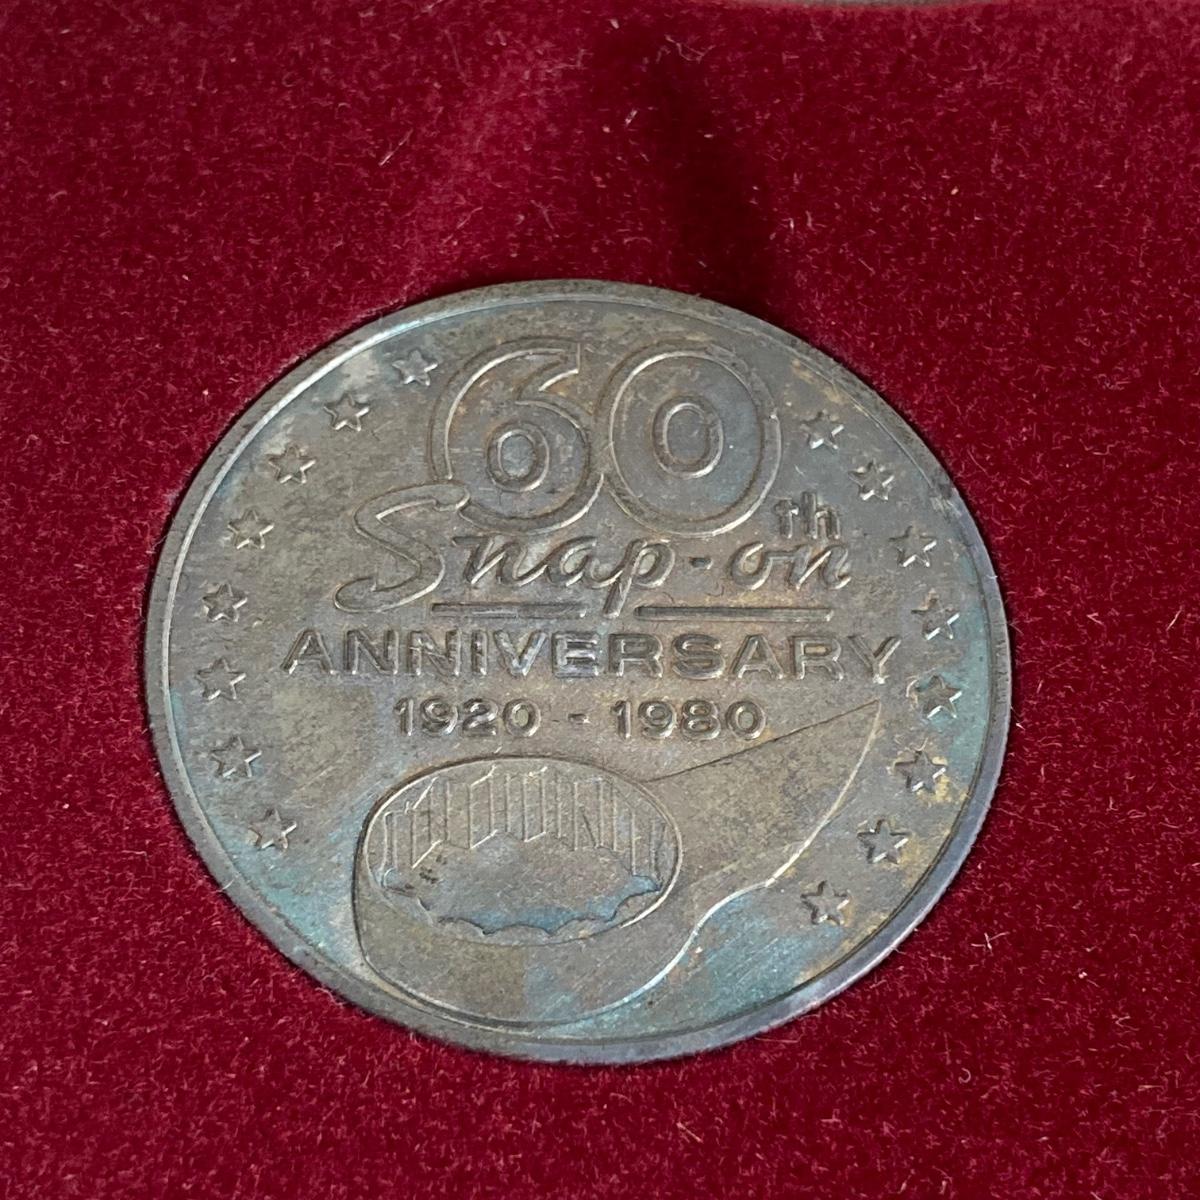 60th
Snap-on
ANNIVERSARY
1920 - 1980